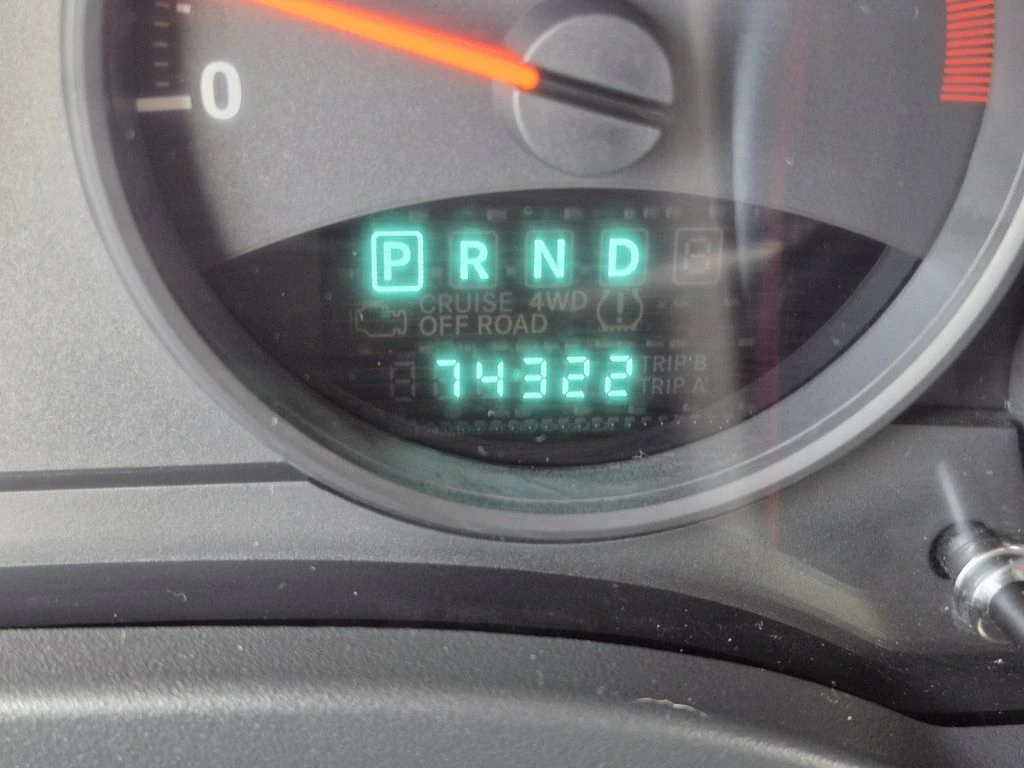 0
P R N D
CRUISE 4WD
OFF ROAD
TRIP B
74322
TRIP A